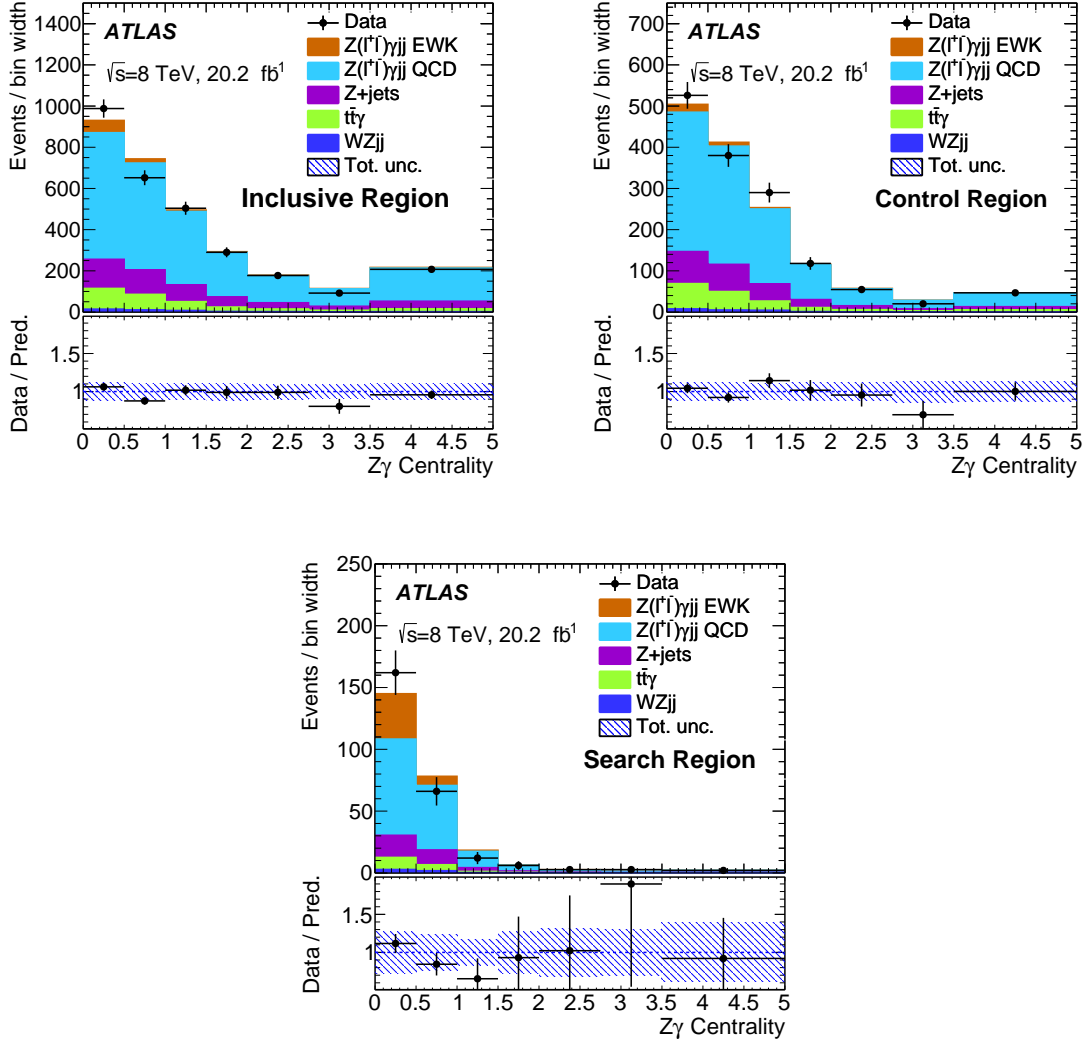 Events / bin width
1400
1200
1000
800
600
400
200
0
ATLAS
√s=8 TeV, 20.2 fb⁻¹
Data
Z(l⁺l⁻)γjj EWK
Z(l⁺l⁻)γjj QCD
Z+jets
tt̄γ
WZjj
Tot. unc.
Inclusive Region
Data / Pred.
1.5
1
0 0.5 1 1.5 2 2.5 3 3.5 4 4.5 5
Zγ Centrality
Events / bin width
700
600
500
400
300
200
100
0
ATLAS
√s=8 TeV, 20.2 fb⁻¹
Data
Z(l⁺l⁻)γjj EWK
Z(l⁺l⁻)γjj QCD
Z+jets
tt̄γ
WZjj
Tot. unc.
Control Region
Data / Pred.
1.5
1
0 0.5 1 1.5 2 2.5 3 3.5 4 4.5 5
Zγ Centrality
Events / bin width
250
200
150
100
50
0
ATLAS
√s=8 TeV, 20.2 fb⁻¹
Data
Z(l⁺l⁻)γjj EWK
Z(l⁺l⁻)γjj QCD
Z+jets
tt̄γ
WZjj
Tot. unc.
Search Region
Data / Pred.
1.5
1
0 0.5 1 1.5 2 2.5 3 3.5 4 4.5 5
Zγ Centrality